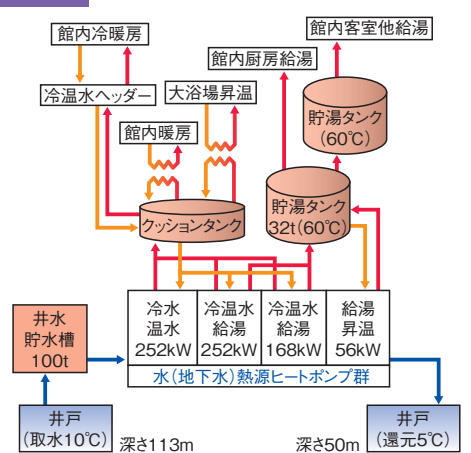 館内冷暖房
館内客室他給湯
館内厨房給湯
冷温水ヘッダー
大浴場昇温
館内暖房
貯湯タンク
(60℃)
クッションタンク
貯湯タンク
32t(60℃)
冷水
温水
252kW
冷温水
給湯
252kW
冷温水
給湯
168kW
給湯
昇温
56kW
水(地下水)熱源ヒートポンプ群
井水
貯水槽
100t
井戸
(取水10℃)
深さ113m
深さ50m
井戸
(還元5℃)